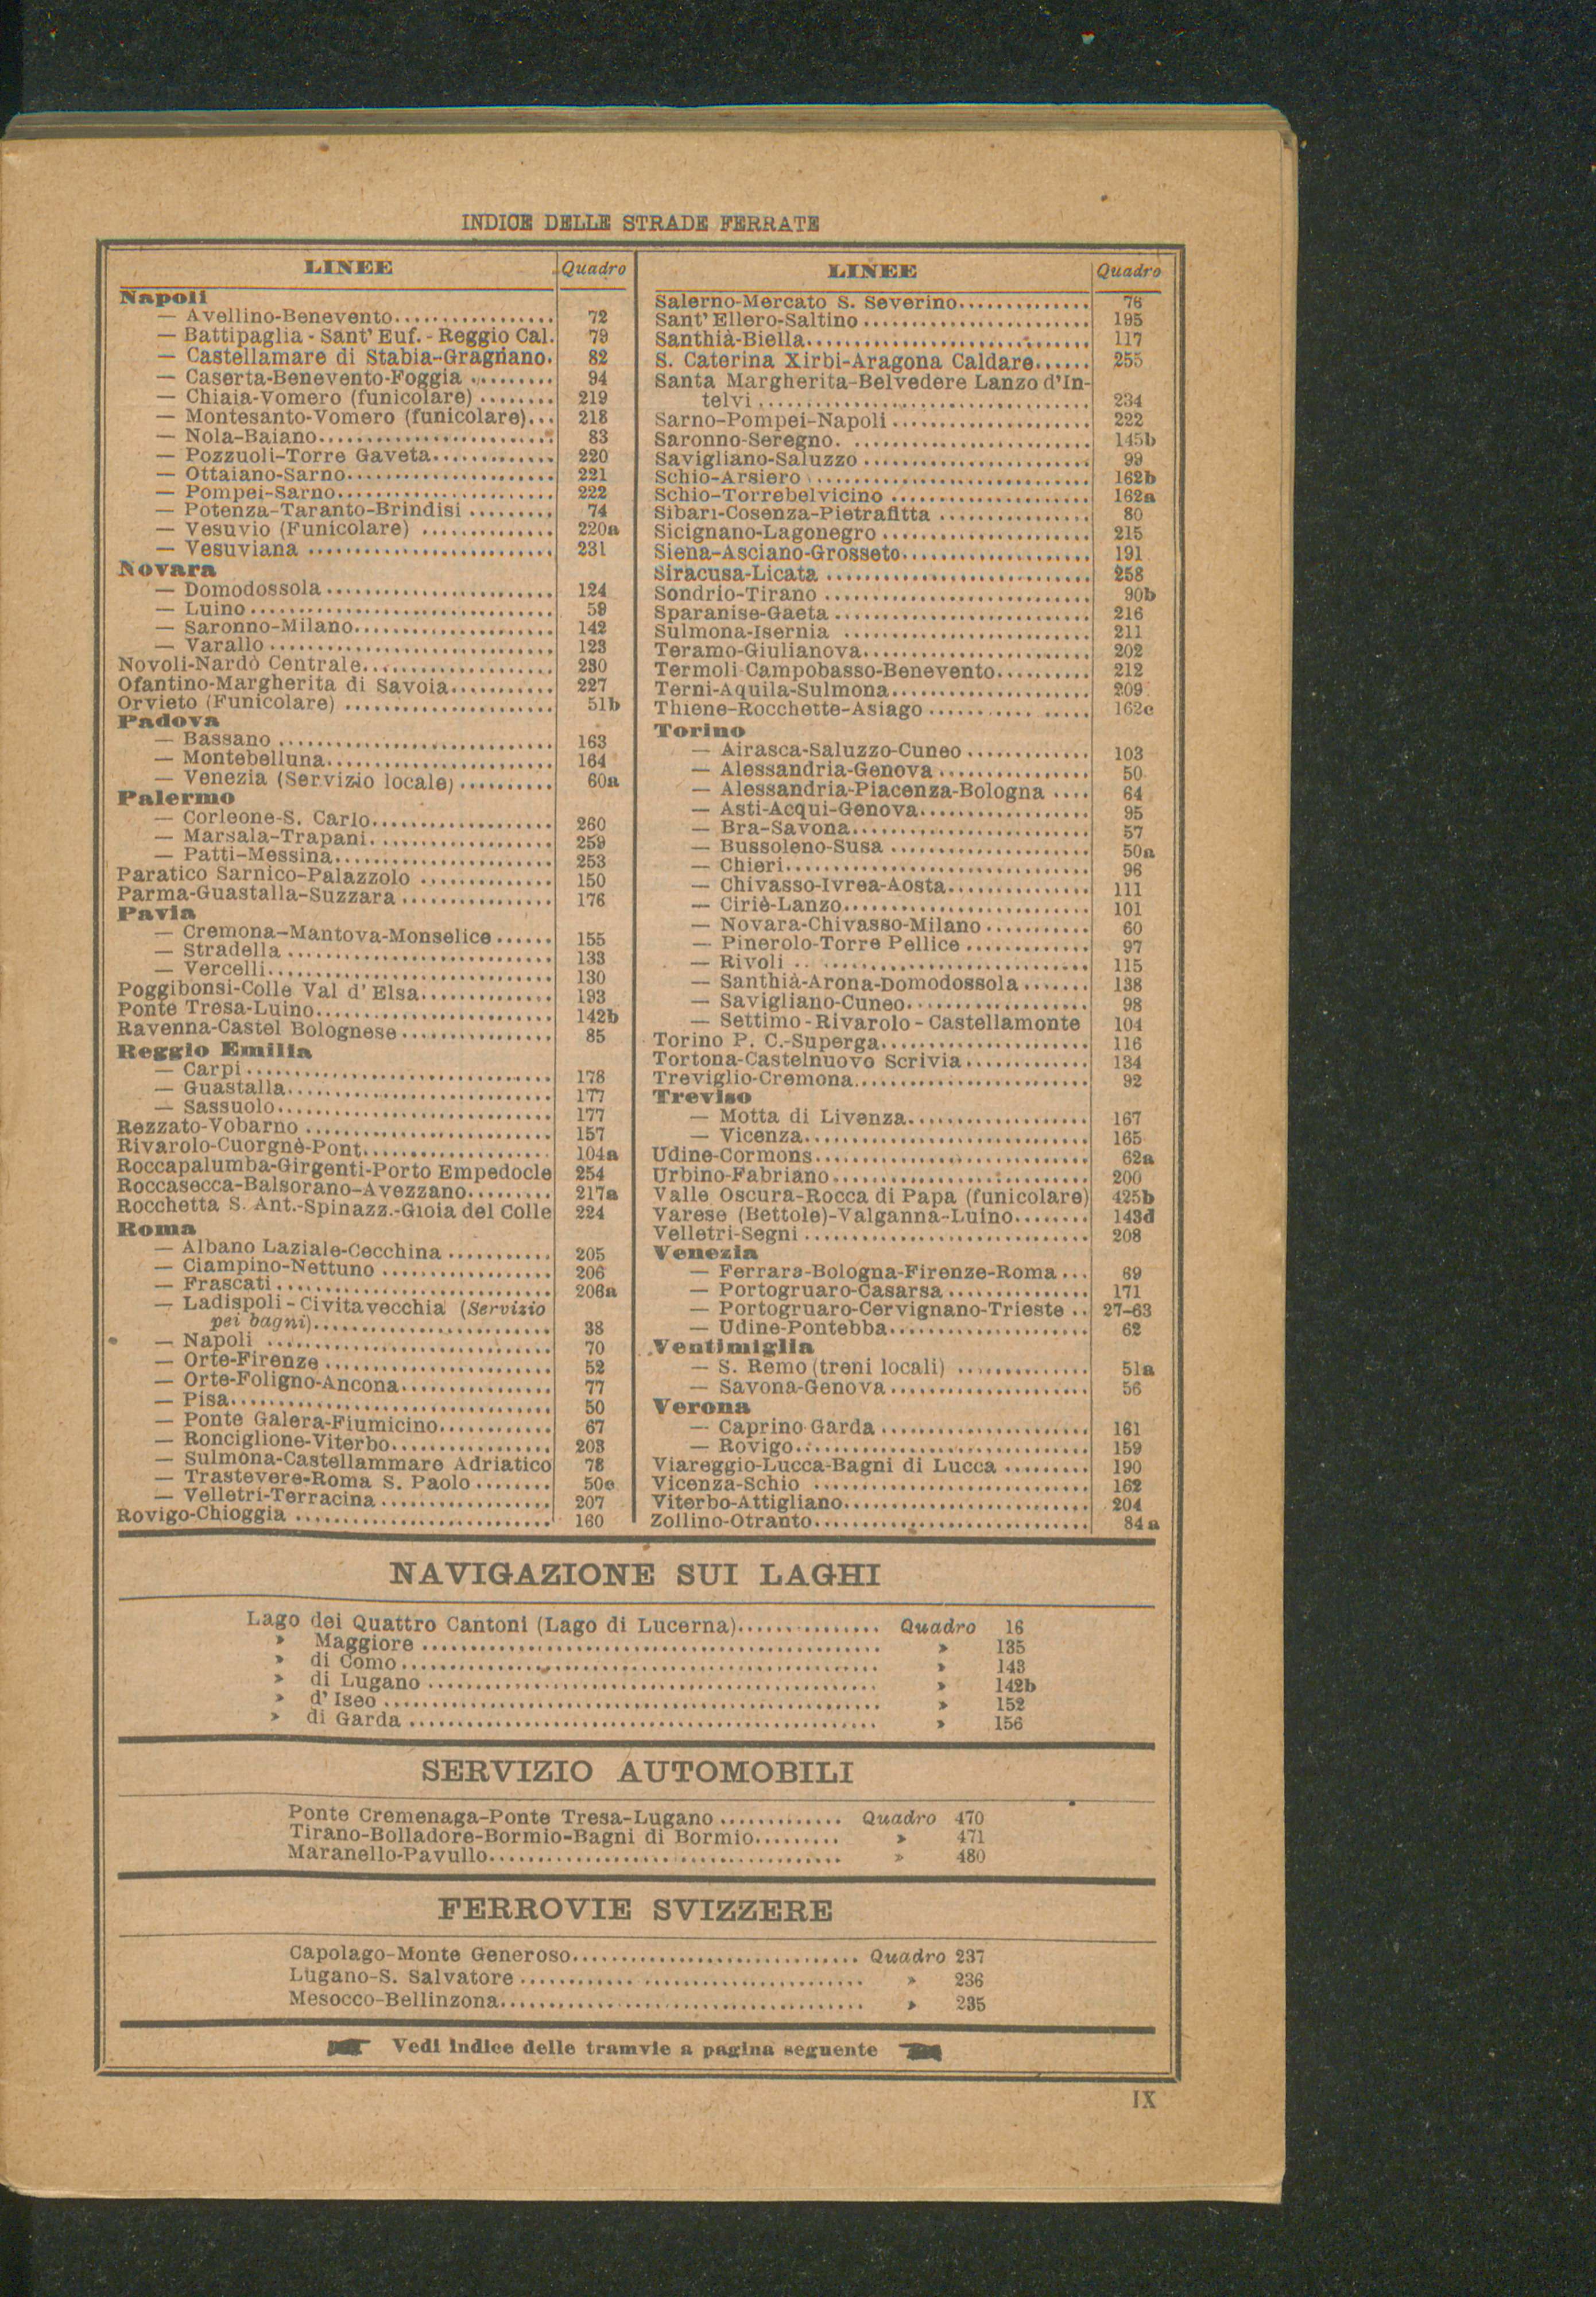 INDICE DELLE STRADE FERRATE
LINEE Quadro
Napoli
— Avellino-Benevento................. 72
— Battipaglia - Sant' Euf. - Reggio Cal. 79
— Castellamare di Stabia-Gragnano. 82
— Caserta-Benevento-Foggia ......... 94
— Chiaia-Vomero (funicolare) ........ 219
— Montesanto-Vomero (funicolare)... 218
— Nola-Baiano........................ 83
— Pozzuoli-Torre Gaveta............. 220
— Ottaiano-Sarno...................... 221
— Pompei-Sarno....................... 222
— Potenza-Taranto-Brindisi ......... 74
— Vesuvio (Funicolare) .............. 220a
— Vesuviana .......................... 231
Novara
— Domodossola........................ 124
— Luino................................ 59
— Saronno-Milano..................... 142
— Varallo.............................. 123
Novoli-Nardò Centrale.................... 230
Ofantino-Margherita di Savoia........... 227
Orvieto (Funicolare) ...................... 51b
Padova
— Bassano ............................. 163
— Montebelluna........................ 164
— Venezia (Servizio locale).......... 60a
Palermo
— Corleone-S. Carlo................... 260
— Marsala-Trapani.................... 259
— Patti-Messina....................... 253
Paratico Sarnico-Palazzolo .............. 150
Parma-Guastalla-Suzzara ................ 176
Pavia
— Cremona-Mantova-Monselice...... 155
— Stradella ............................ 133
— Vercelli.............................. 130
Poggibonsi-Colle Val d' Elsa.............. 193
Ponte Tresa-Luino......................... 142b
Ravenna-Castel Bolognese................ 85
Reggio Emilia
— Carpi................................ 178
— Guastalla............................ 177
— Sassuolo............................. 177
Rezzato-Vobarno .......................... 157
Rivarolo-Cuorgnè-Pont.................... 104a
Roccapalumba-Girgenti-Porto Empedocle 254
Roccasecca-Balsorano-Avezzano......... 217a
Rocchetta S. Ant.-Spinazz.-Gioia del Colle 224
Roma
— Albano Laziale-Cecchina ........... 205
— Ciampino-Nettuno .................. 206
— Frascati............................. 206a
— Ladispoli - Civitavecchia (Servizio
pei bagni)......................... 38
— Napoli .............................. 70
— Orte-Firenze ........................ 52
— Orte-Foligno-Ancona................ 77
— Pisa.................................. 50
— Ponte Galera-Fiumicino............ 67
— Ronciglione-Viterbo................. 203
— Sulmona-Castellammare Adriatico 78
— Trastevere-Roma S. Paolo........ 50c
— Velletri-Terracina.................. 207
Rovigo-Chioggia ........................... 160
LINEE Quadro
Salerno-Mercato S. Severino.............. 76
Sant' Ellero-Saltino ....................... 195
Santhià-Biella.............................. 117
S. Caterina Xirbi-Aragona Caldare...... 255
Santa Margherita-Belvedere Lanzo d'In-
telvi .................................. 234
Sarno-Pompei-Napoli ..................... 222
Saronno-Seregno. ......................... 145b
Savigliano-Saluzzo ........................ 99
Schio-Arsiero .............................. 162b
Schio-Torrebelvicino ..................... 162a
Sibari-Cosenza-Pietrafitta ................ 80
Sicignano-Lagonegro ...................... 215
Siena-Asciano-Grosseto.................... 191
Siracusa-Licata ............................ 258
Sondrio-Tirano ............................ 90b
Sparanise-Gaeta ........................... 216
Sulmona-Isernia .......................... 211
Teramo-Giulianova........................ 202
Termoli-Campobasso-Benevento.......... 212
Terni-Aquila-Sulmona..................... 209
Thiene-Rocchette-Asiago ................. 162c
Torino
— Airasca-Saluzzo-Cuneo ............. 103
— Alessandria-Genova ................ 50
— Alessandria-Piacenza-Bologna .... 64
— Asti-Acqui-Genova.................. 95
— Bra-Savona.......................... 57
— Bussoleno-Susa ..................... 50a
— Chieri................................ 96
— Chivasso-Ivrea-Aosta............... 111
— Ciriè-Lanzo.......................... 101
— Novara-Chivasso-Milano ........... 60
— Pinerolo-Torre Pellice ............. 97
— Rivoli .............................. 115
— Santhià-Arona-Domodossola....... 138
— Savigliano-Cuneo................... 98
— Settimo - Rivarolo - Castellamonte 104
Torino P. C.-Superga...................... 116
Tortona-Castelnuovo Scrivia............. 134
Treviglio-Cremona......................... 92
Treviso
— Motta di Livenza................... 167
— Vicenza.............................. 165
Udine-Cormons............................. 62a
Urbino-Fabriano........................... 200
Valle Oscura-Rocca di Papa (funicolare) 425b
Varese (Bettole)-Valganna-Luino........ 143d
Velletri-Segni .............................. 208
Venezia
— Ferrara-Bologna-Firenze-Roma... 69
— Portogruaro-Casarsa ............... 171
— Portogruaro-Cervignano-Trieste .. 27-63
— Udine-Pontebba..................... 62
Ventimiglia
— S. Remo (treni locali) .............. 51a
— Savona-Genova..................... 56
Verona
— Caprino-Garda ...................... 161
— Rovigo............................... 159
Viareggio-Lucca-Bagni di Lucca ......... 190
Vicenza-Schio ............................. 162
Viterbo-Attigliano......................... 204
Zollino-Otranto............................. 84a
NAVIGAZIONE SUI LAGHI
Lago dei Quattro Cantoni (Lago di Lucerna)............... Quadro 16
» Maggiore ................................................ » 135
» di Como.................................................. » 143
» di Lugano ............................................... » 142b
» d' Iseo .................................................... » 152
» di Garda ................................................. » 156
SERVIZIO AUTOMOBILI
Ponte Cremenaga-Ponte Tresa-Lugano ............. Quadro 470
Tirano-Bolladore-Bormio-Bagni di Bormio......... » 471
Maranello-Pavullo..................................... » 480
FERROVIE SVIZZERE
Capolago-Monte Generoso.............................. Quadro 237
Lugano-S. Salvatore .................................... » 236
Mesocco-Bellinzona...................................... » 235
Vedi indice delle tramvie a pagina seguente
IX